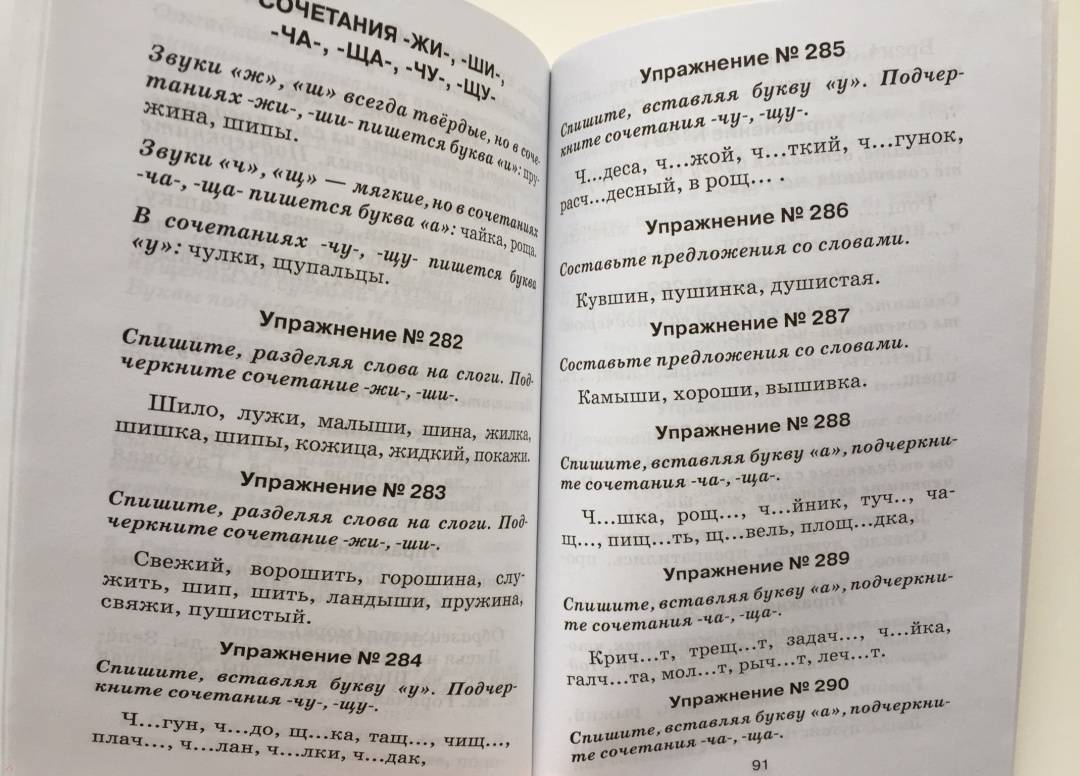 СОЧЕТАНИЯ -ЖИ-, -ШИ-,
-ЧА-, -ЩА-, -ЧУ-, -ЩУ-
Звуки «ж», «ш» всегда твёрдые, но в соче-
таниях -жи-, -ши- пишется буква «и»: пру-
жина, шипы.
Звуки «ч», «щ» — мягкие, но в сочетаниях
-ча-, -ща- пишется буква «а»: чайка, роща.
В сочетаниях -чу-, -щу- пишется буква
«у»: чулки, щупальцы.
Упражнение № 282
Спишите, разделяя слова на слоги. Под-
черкните сочетание -жи-, -ши-.
Шило, лужи, малыши, шина, жилка,
шишка, шипы, кожица, жидкий, покажи.
Упражнение № 283
Спишите, разделяя слова на слоги. Под-
черкните сочетание -жи-, -ши-.
Свежий, ворошить, горошина, слу-
жить, шип, шить, ландыши, пружина,
свяжи, пушистый.
Упражнение № 284
Спишите, вставляя букву «у». Подчер-
кните сочетания -чу-, -щу-.
Ч...гун, ч...до, щ...ка, тащ..., чищ...,
плач..., ч...лан, ч...лки, ч...дак,
Упражнение № 285
Спишите, вставляя букву «у». Подчер-
кните сочетания -чу-, -щу-.
Ч...деса, ч...жой, ч...ткий, ч...гунок,
расч...десный, в рощ... .
Упражнение № 286
Составьте предложения со словами.
Кувшин, пушинка, душистая.
Упражнение № 287
Составьте предложения со словами.
Камыши, хороши, вышивка.
Упражнение № 288
Спишите, вставляя букву «а», подчеркни-
те сочетания -ча-, -ща-.
Ч...шка, рощ..., ч...йник, туч.., ча-
щ..., пищ...ть, щ...вель, площ...дка,
Упражнение № 289
Спишите, вставляя букву «а», подчеркни-
те сочетания -ча-, -ща-.
Крич...т, трещ...т, задач..., ч...йка,
галч...та, мол...т, рыч...т, леч...т.
Упражнение № 290
Спишите, вставляя букву «а», подчеркни-
те сочетания -ча-, -ща-.
91